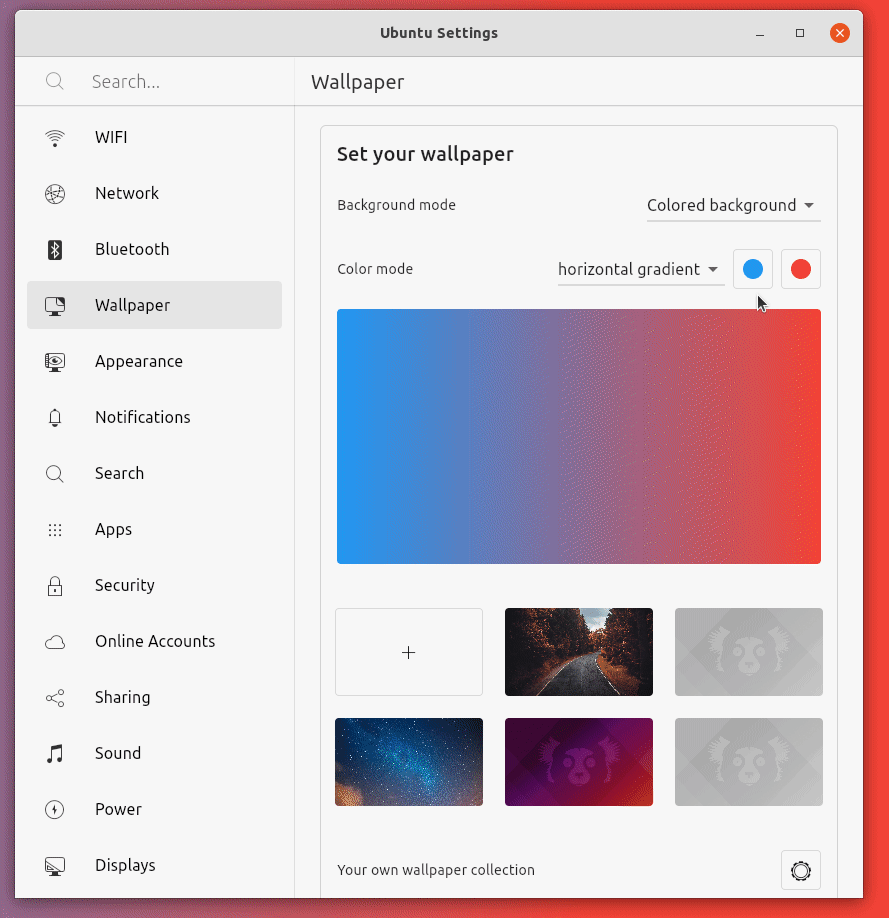 Ubuntu Settings
Search...
Wallpaper
WIFI
Network
Bluetooth
Wallpaper
Appearance
Notifications
Search
Apps
Security
Online Accounts
Sharing
Sound
Power
Displays
Set your wallpaper
Background mode
Colored background
Color mode
horizontal gradient
Your own wallpaper collection